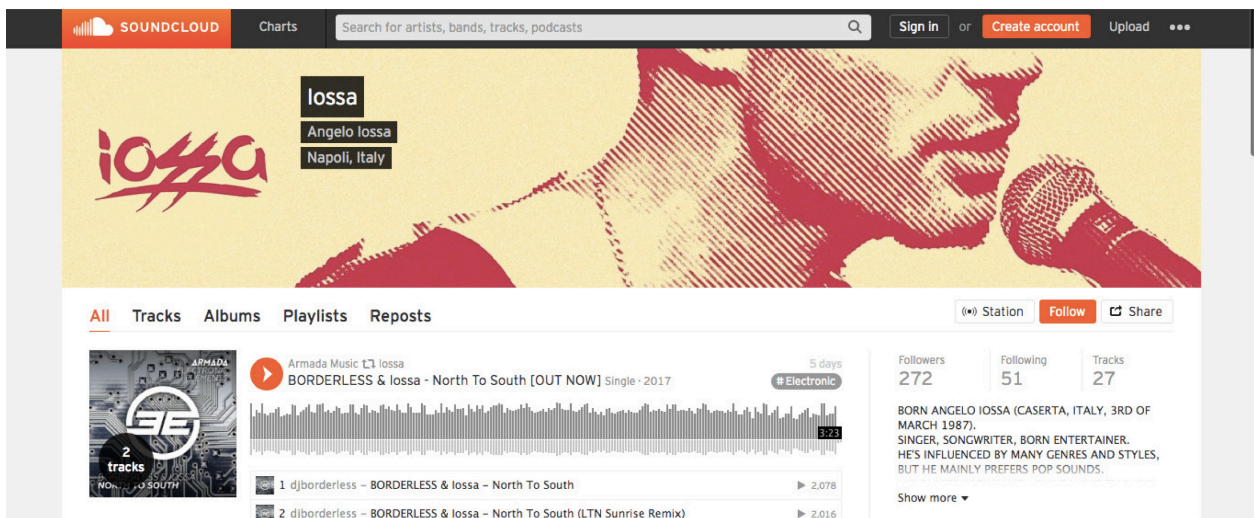 SOUNDCLOUD Charts Search for artists, bands, tracks, podcasts Sign in or Create account Upload
iossa
Iossa
Angelo Iossa
Napoli, Italy
All Tracks Albums Playlists Reposts Station Follow Share
ARMADA
2
tracks
NORTH TO SOUTH
Armada Music Iossa 5 days
BORDERLESS & Iossa - North To South [OUT NOW] Single · 2017 # Electronic
3:23
1 djborderless – BORDERLESS & Iossa – North To South 2,078
2 djborderless – BORDERLESS & Iossa – North To South (LTN Sunrise Remix) 2,016
Followers Following Tracks
272 51 27
BORN ANGELO IOSSA (CASERTA, ITALY, 3RD OF
MARCH 1987).
SINGER, SONGWRITER, BORN ENTERTAINER.
HE'S INFLUENCED BY MANY GENRES AND STYLES,
BUT HE MAINLY PREFERS POP SOUNDS.
Show more